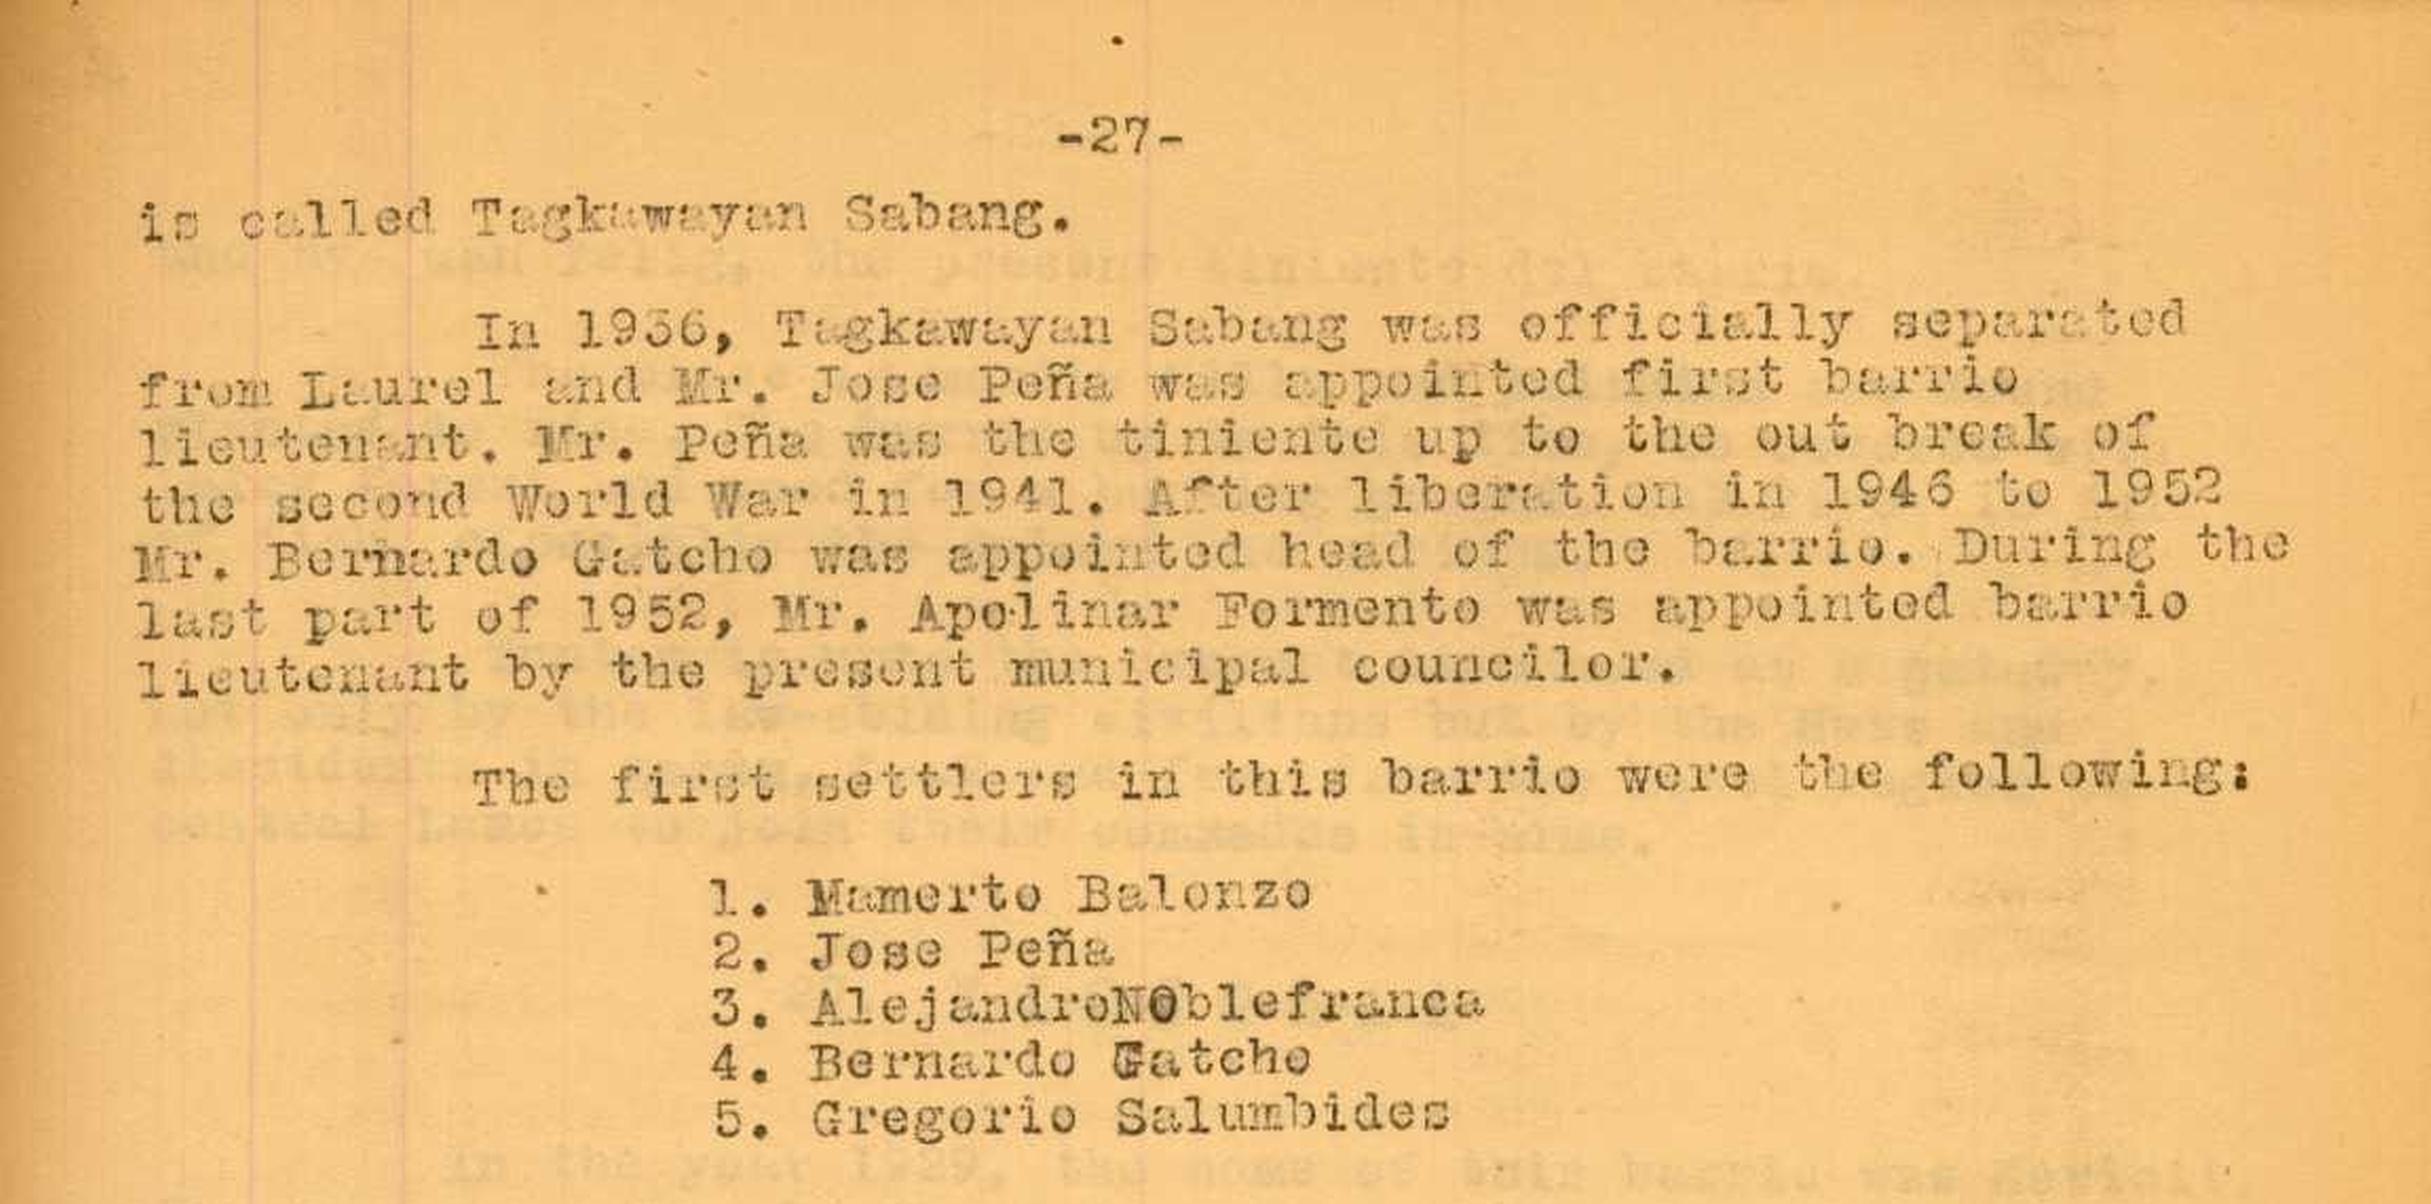 -27-
is called Tagkawayan Sabang.
In 1936, Tagkawayan Sabang was officially separated
from Laurel and Mr. Jose Peña was appointed first barrio
lieutenant. Mr. Peña was the tiniente up to the out break of
the second World War in 1941. After liberation in 1946 to 1952
Mr. Bernardo Gatcho was appointed head of the barrio. During the
last part of 1952, Mr. Apolinar Formento was appointed barrio
lieutenant by the present municipal councilor.
The first settlers in this barrio were the following:
1. Mamerto Balonzo
2. Jose Peña
3. AlejandroNOblefranca
4. Bernardo Gatcho
5. Gregorio Salumbides